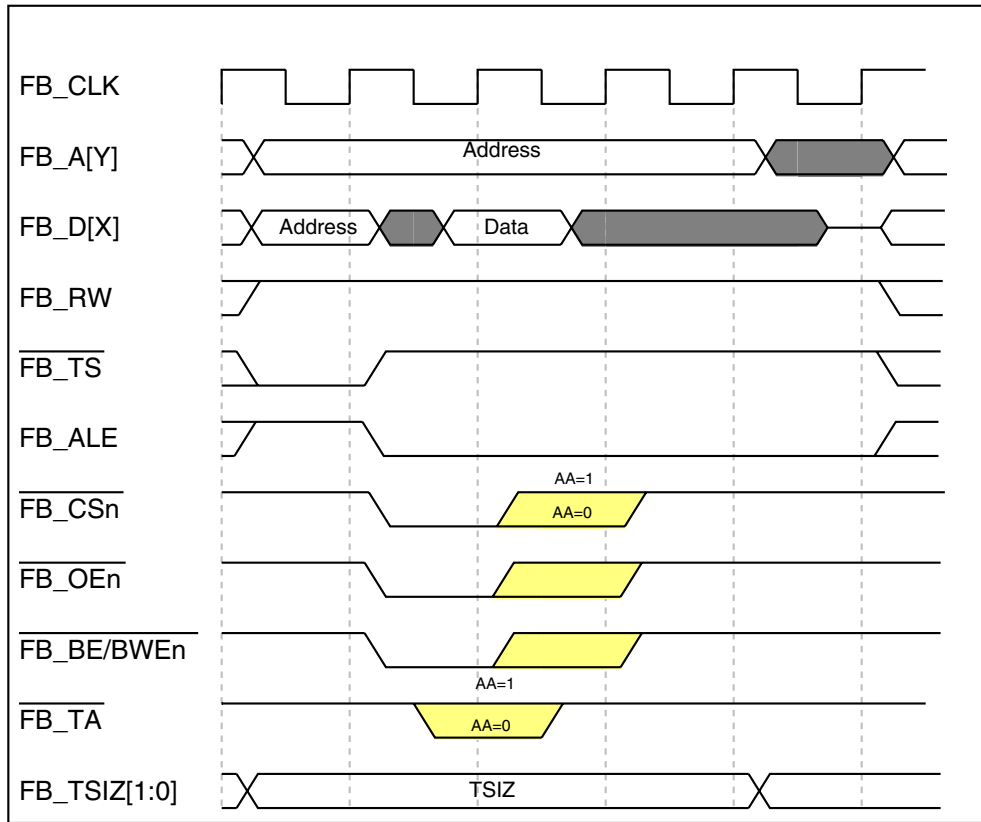 FB_CLK
FB_A[Y]
Address
FB_D[X]
Address
Data
FB_RW
FB_TS
FB_ALE
AA=1
FB_CSn
AA=0
FB_OEn
FB_BE/BWEn
AA=1
FB_TA
AA=0
FB_TSIZ[1:0]
TSIZ